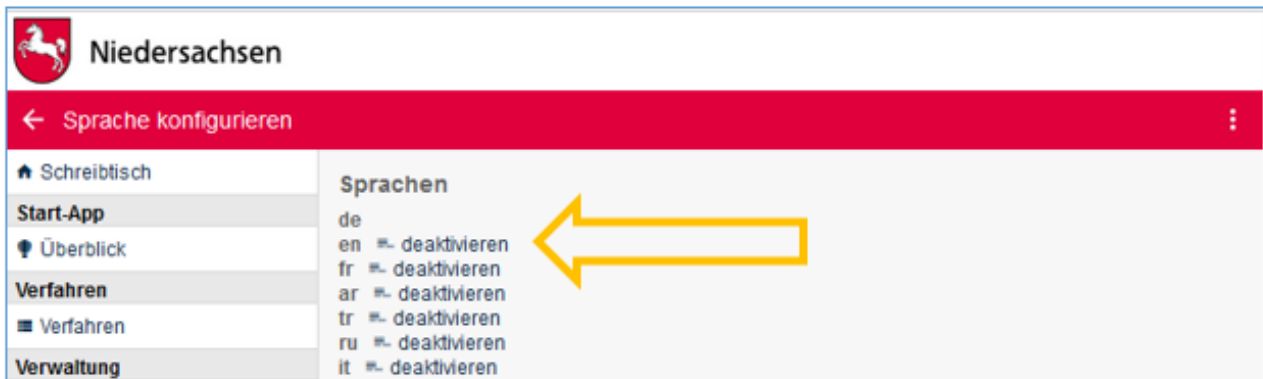 Niedersachsen
Sprache konfigurieren
Schreibtisch
Start-App
Überblick
Verfahren
Verfahren
Verwaltung
Sprachen
de
en deaktivieren
fr deaktivieren
ar deaktivieren
tr deaktivieren
ru deaktivieren
it deaktivieren